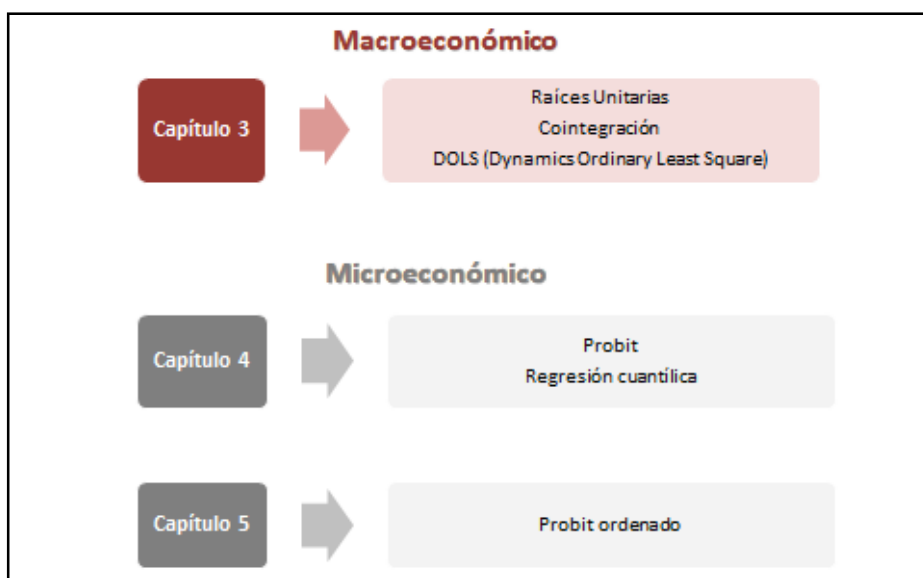 Macroeconómico
Capítulo 3
Raíces Unitarias
Cointegración
DOLS (Dynamics Ordinary Least Square)
Microeconómico
Capítulo 4
Probit
Regresión cuantílica
Capítulo 5
Probit ordenado